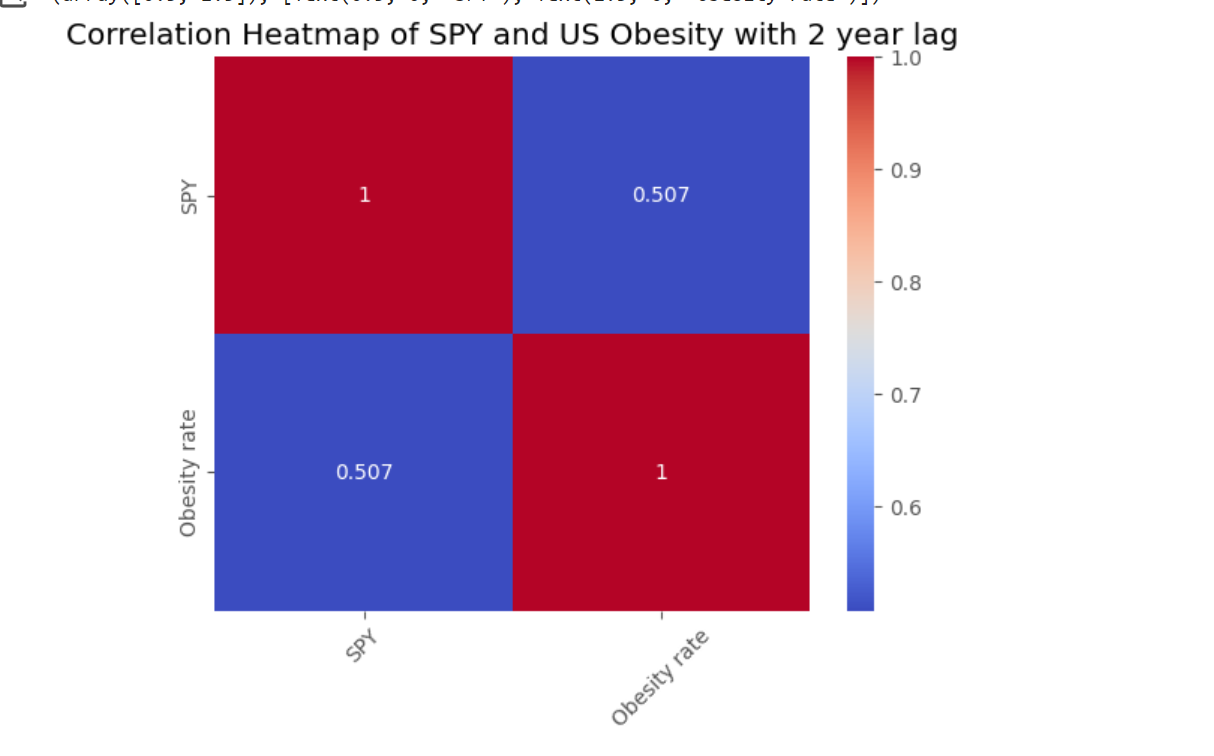 Correlation Heatmap of SPY and US Obesity with 2 year lag
1.0
SPY
1
0.507
0.9
0.8
0.7
Obesity rate
0.507
1
0.6
SPY
Obesity rate